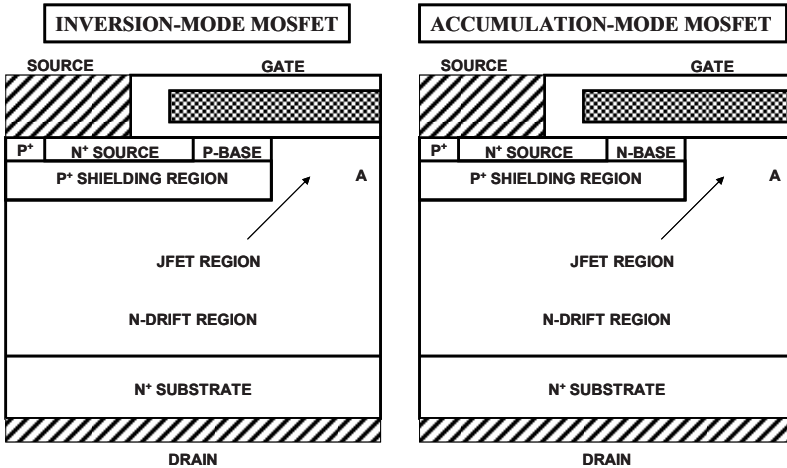 INVERSION-MODE MOSFET
SOURCE
GATE
P+
N+ SOURCE
P-BASE
P+ SHIELDING REGION
A
JFET REGION
N-DRIFT REGION
N+ SUBSTRATE
DRAIN
ACCUMULATION-MODE MOSFET
SOURCE
GATE
P+
N+ SOURCE
N-BASE
P+ SHIELDING REGION
A
JFET REGION
N-DRIFT REGION
N+ SUBSTRATE
DRAIN